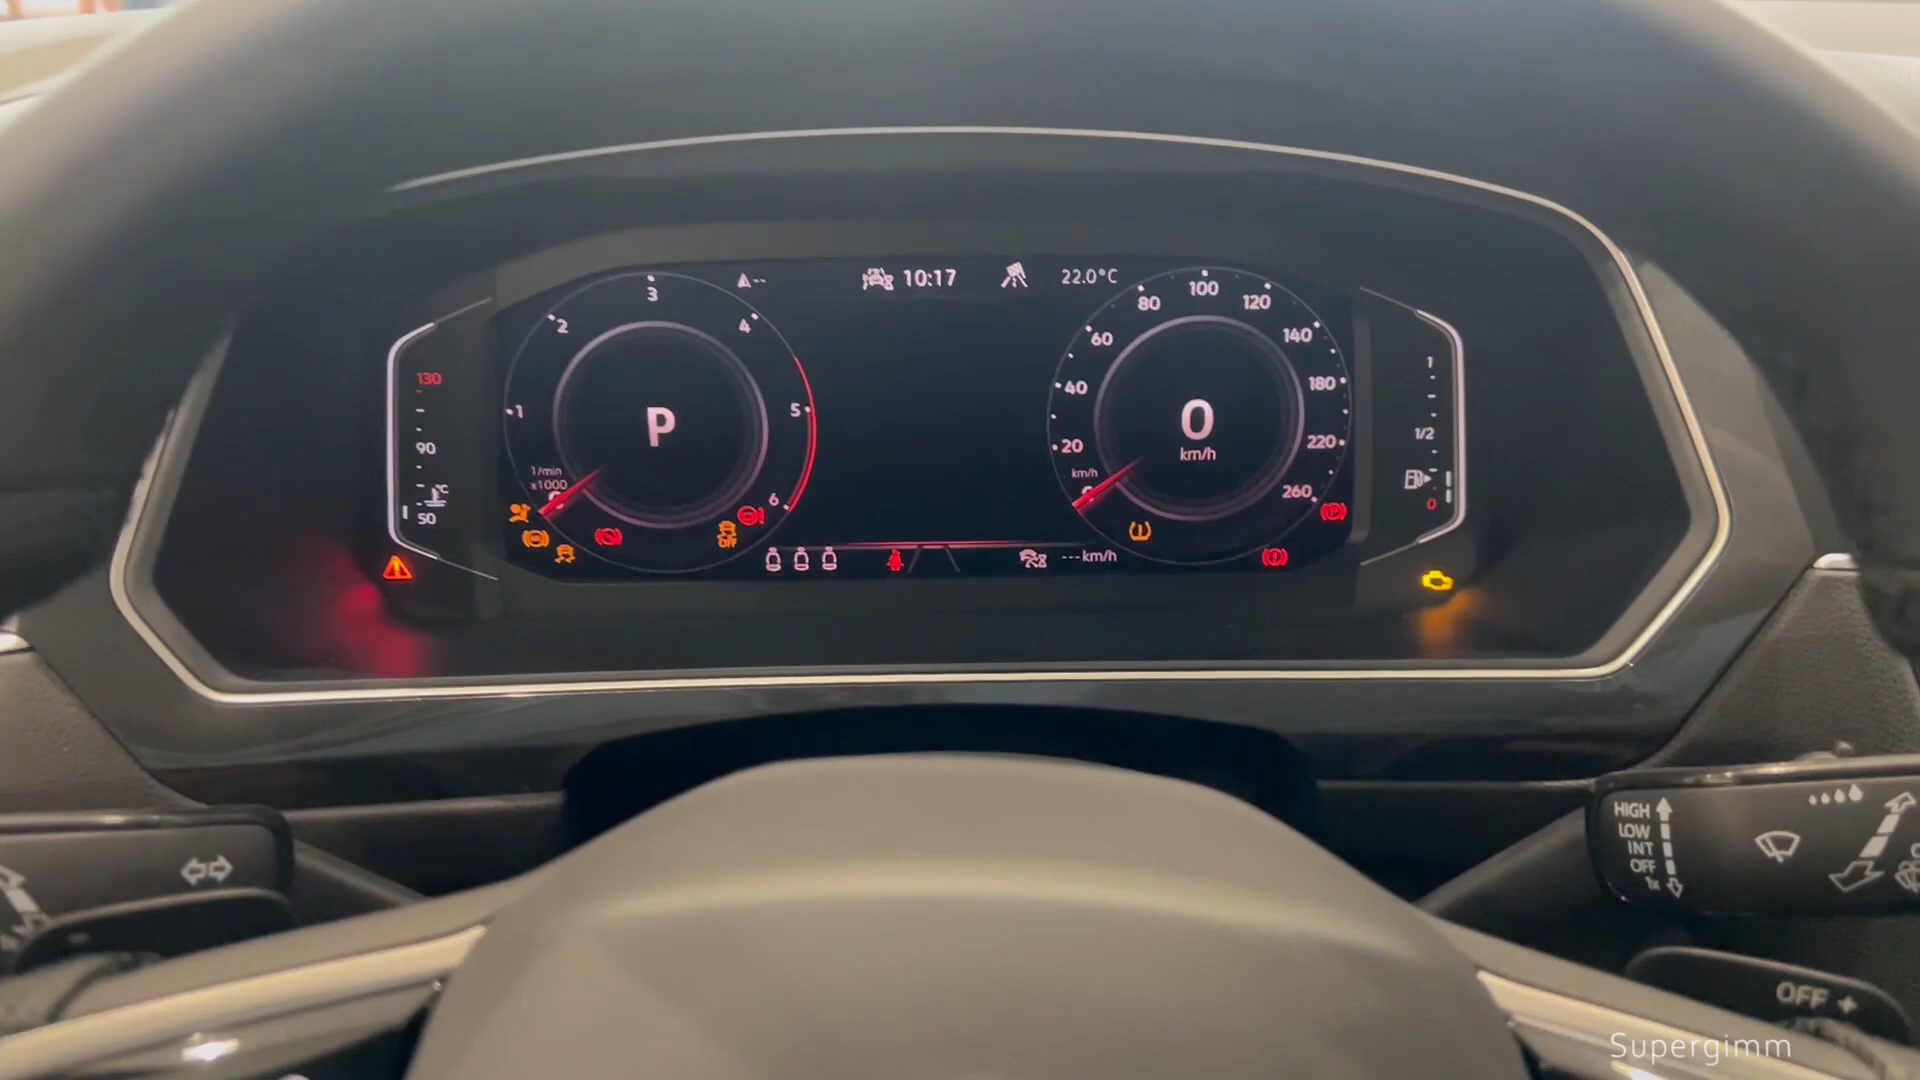 10:17
22.0°C
--
3
2
4
1
5
6
1/min
x1000
P
130
90
°C
50
OFF
--- km/h
100
80
120
60
140
40
180
20
220
260
km/h
0
km/h
1
1/2
0
HIGH
LOW
INT
OFF
1x
OFF +
Supergimm